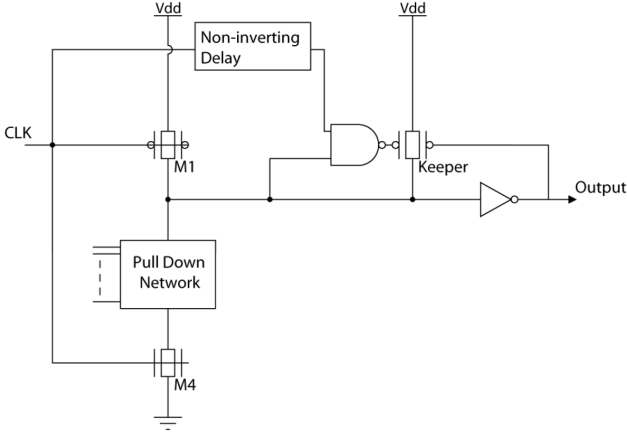 Vdd
Vdd
Non-inverting
Delay
CLK
M1
Keeper
Output
Pull Down
Network
M4